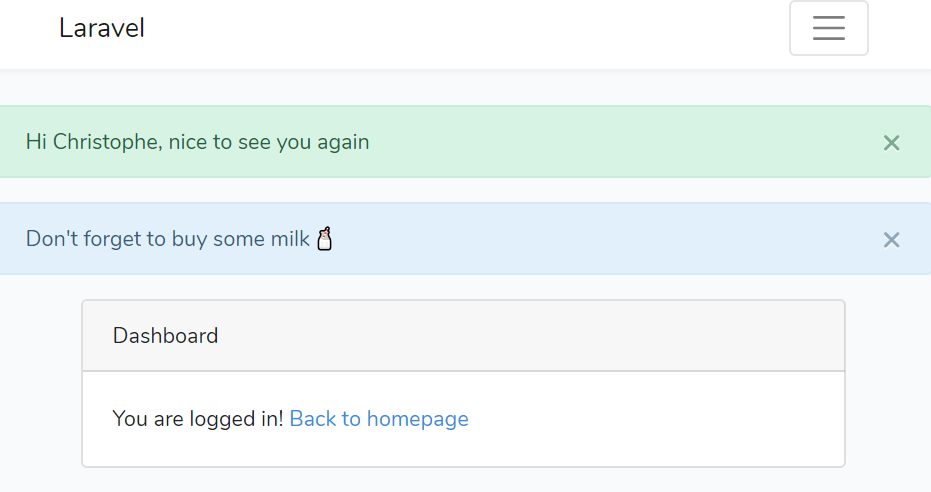 Laravel
Hi Christophe, nice to see you again
Don't forget to buy some milk 🍼
Dashboard
You are logged in! Back to homepage